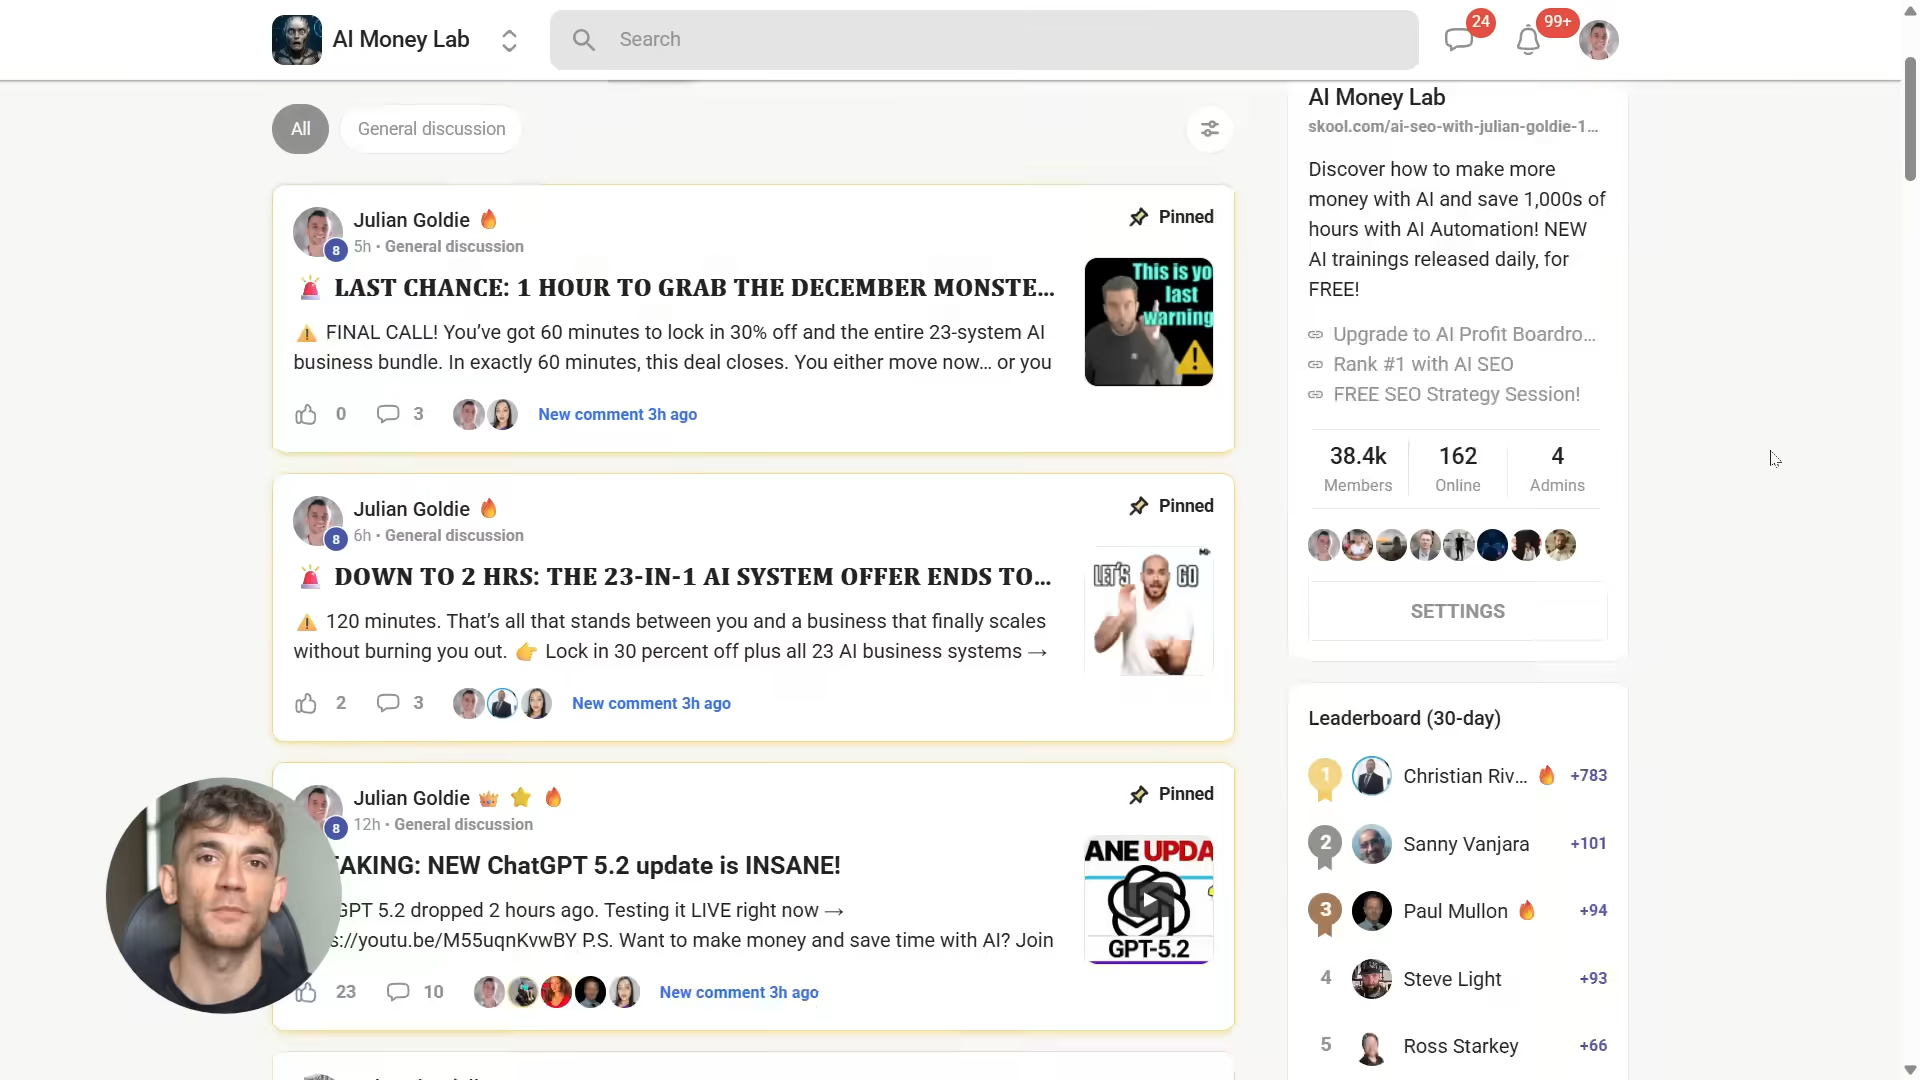 AI Money Lab
Search
24
99+
All
General discussion
Julian Goldie
8
5h • General discussion
Pinned
LAST CHANCE: 1 HOUR TO GRAB THE DECEMBER MONSTE...
⚠️ FINAL CALL! You’ve got 60 minutes to lock in 30% off and the entire 23-system AI
business bundle. In exactly 60 minutes, this deal closes. You either move now... or you
This is yo
last
warning
0
3
New comment 3h ago
Julian Goldie
8
6h • General discussion
Pinned
DOWN TO 2 HRS: THE 23-IN-1 AI SYSTEM OFFER ENDS TO...
⚠️ 120 minutes. That’s all that stands between you and a business that finally scales
without burning you out. 👉 Lock in 30 percent off plus all 23 AI business systems →
LET'S GO
2
3
New comment 3h ago
Julian Goldie
8
12h • General discussion
Pinned
AKING: NEW ChatGPT 5.2 update is INSANE!
GPT 5.2 dropped 2 hours ago. Testing it LIVE right now →
s://youtu.be/M55uqnKvwBY P.S. Want to make money and save time with AI? Join
ANE UPDA
GPT-5.2
23
10
New comment 3h ago
AI Money Lab
skool.com/ai-seo-with-julian-goldie-1...
Discover how to make more
money with AI and save 1,000s of
hours with AI Automation! NEW
AI trainings released daily, for
FREE!
Upgrade to AI Profit Boardro...
Rank #1 with AI SEO
FREE SEO Strategy Session!
38.4k
Members
162
Online
4
Admins
SETTINGS
Leaderboard (30-day)
1 Christian Riv... +783
2 Sanny Vanjara +101
3 Paul Mullon +94
4 Steve Light +93
5 Ross Starkey +66